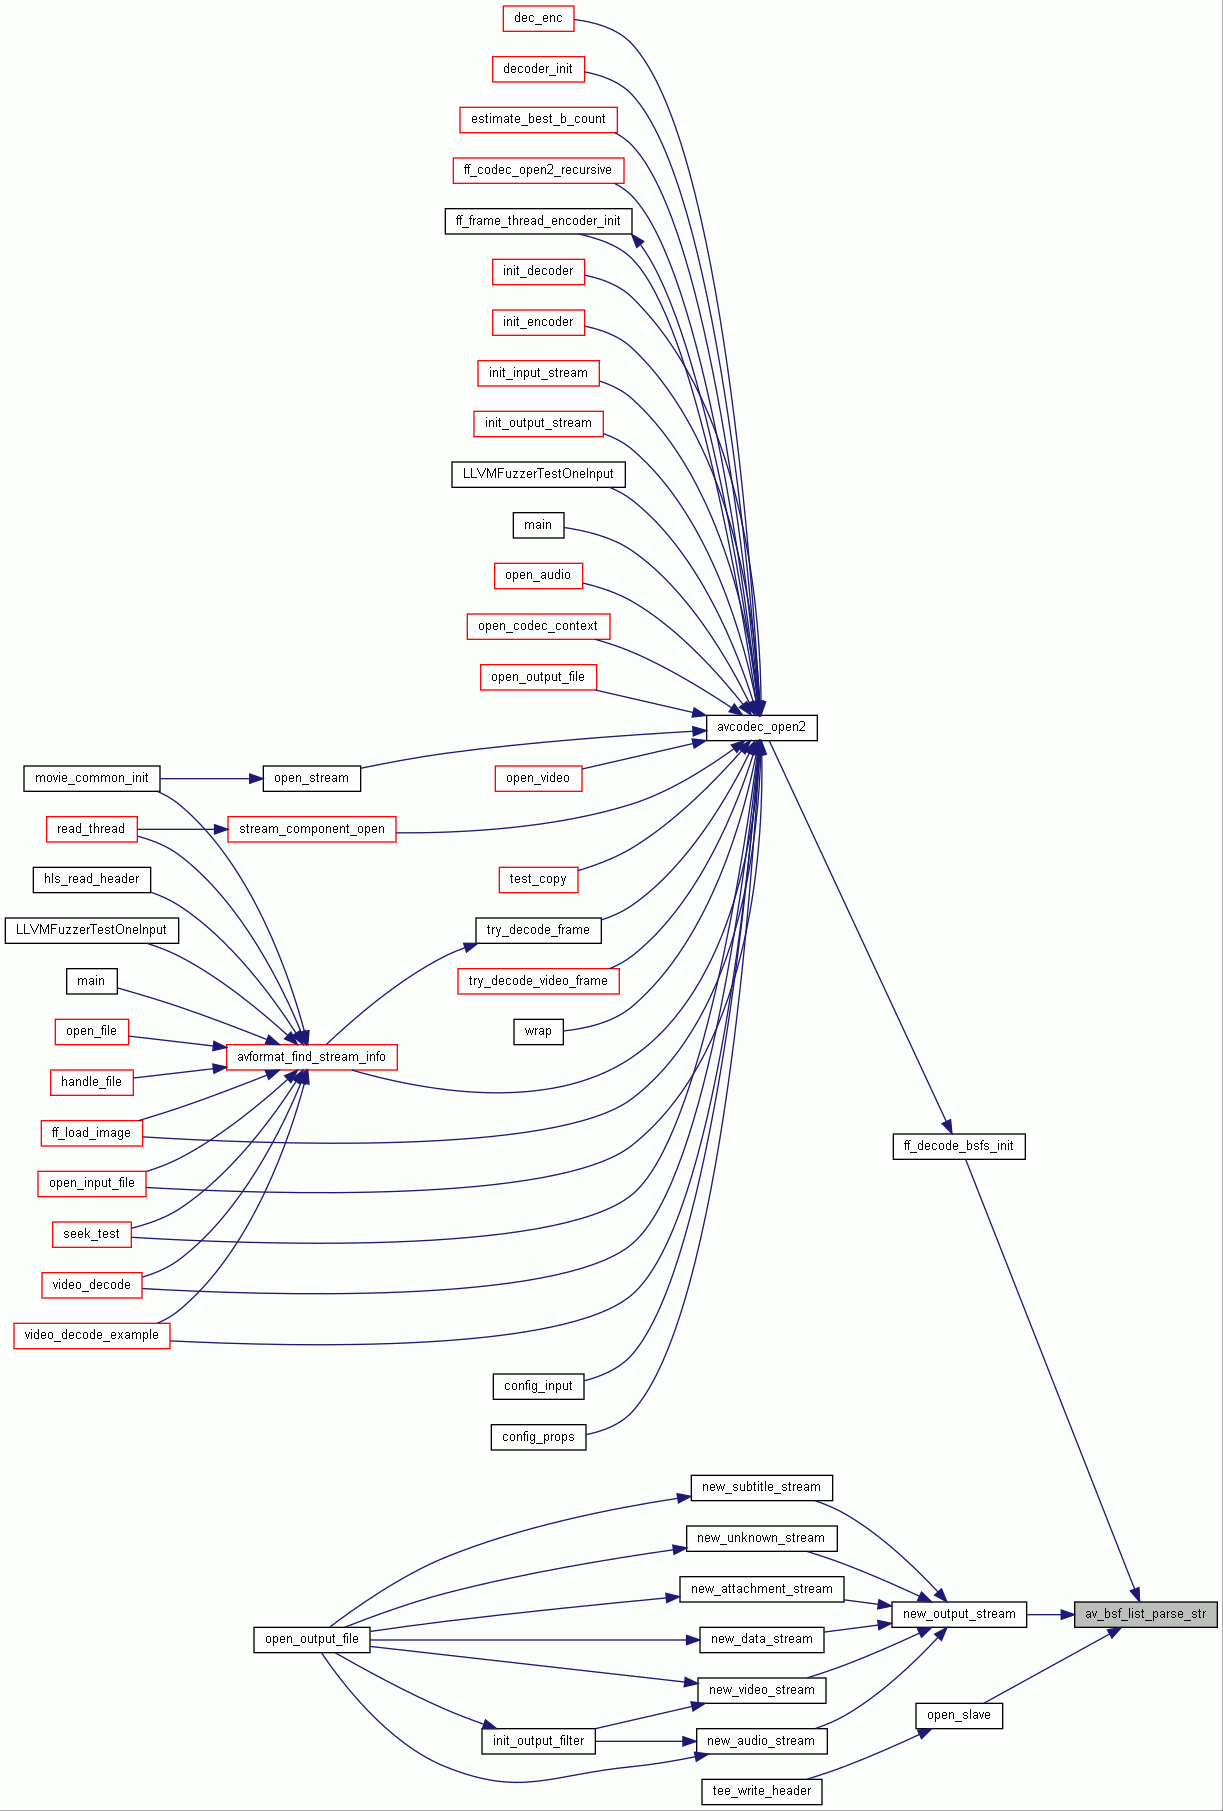 dec_enc
decoder_init
estimate_best_b_count
ff_codec_open2_recursive
ff_frame_thread_encoder_init
init_decoder
init_encoder
init_input_stream
init_output_stream
LLVMFuzzerTestOneInput
main
open_audio
open_codec_context
open_output_file
avcodec_open2
movie_common_init
open_stream
open_video
read_thread
stream_component_open
hls_read_header
test_copy
LLVMFuzzerTestOneInput
try_decode_frame
main
try_decode_video_frame
open_file
wrap
avformat_find_stream_info
handle_file
ff_load_image
ff_decode_bsfs_init
open_input_file
seek_test
video_decode
video_decode_example
config_input
config_props
new_subtitle_stream
new_unknown_stream
new_attachment_stream
new_output_stream
av_bsf_list_parse_str
open_output_file
new_data_stream
new_video_stream
open_slave
init_output_filter
new_audio_stream
tee_write_header